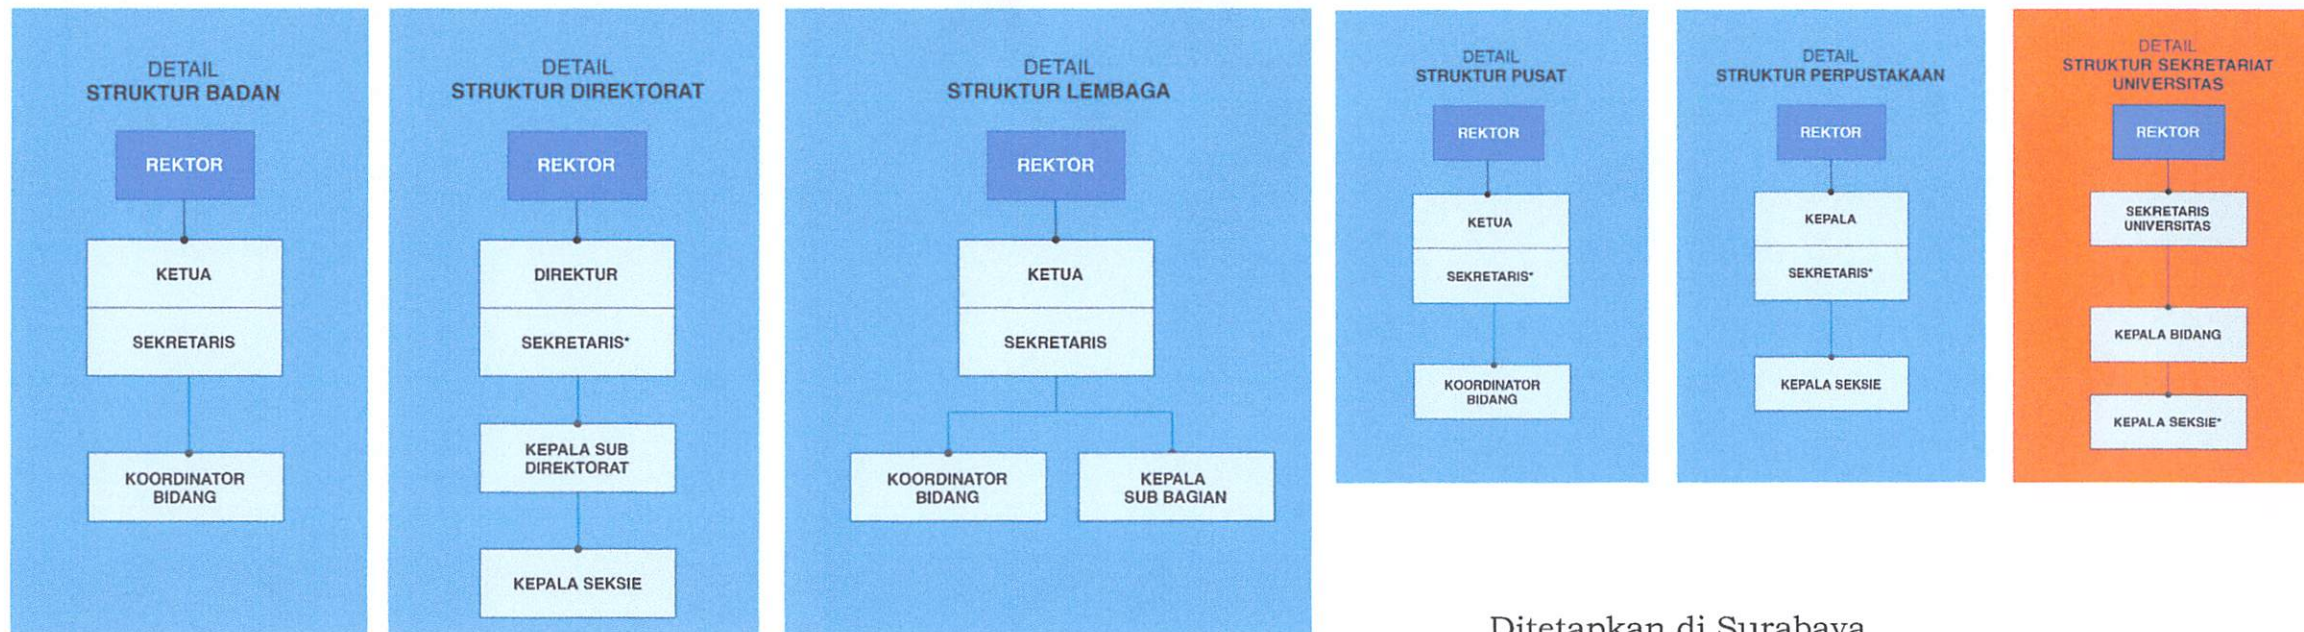 DETAIL
STRUKTUR BADAN
REKTOR
KETUA
SEKRETARIS
KOORDINATOR
BIDANG
DETAIL
STRUKTUR DIREKTORAT
REKTOR
DIREKTUR
SEKRETARIS*
KEPALA SUB
DIREKTORAT
KEPALA SEKSIE
DETAIL
STRUKTUR LEMBAGA
REKTOR
KETUA
SEKRETARIS
KOORDINATOR
BIDANG
KEPALA
SUB BAGIAN
DETAIL
STRUKTUR PUSAT
REKTOR
KETUA
SEKRETARIS*
KOORDINATOR
BIDANG
DETAIL
STRUKTUR PERPUSTAKAAN
REKTOR
KEPALA
SEKRETARIS*
KEPALA SEKSIE
DETAIL
STRUKTUR SEKRETARIAT
UNIVERSITAS
REKTOR
SEKRETARIS
UNIVERSITAS
KEPALA BIDANG
KEPALA SEKSIE*
Ditetapkan di Surabaya